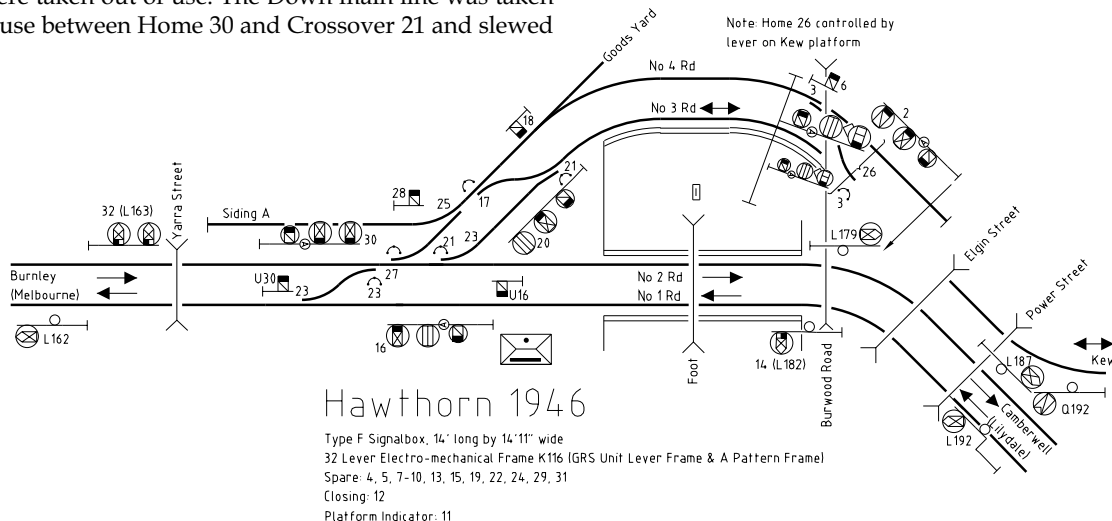 ere taken out of use. The Down main line was taken
use between Home 30 and Crossover 21 and slewed
Note: Home 26 controlled by
lever on Kew platform
Goods Yard
No 4 Rd
No 3 Rd
3
6
2
18
28
25
17
21
26
3
Yarra Street
32 (L163)
Siding A
30
21
23
20
L179
Elgin Street
Power Street
Burnley
(Melbourne)
U30
23
27
23
U16
No 2 Rd
No 1 Rd
L162
16
Foot
14 (L182)
Burwood Road
L187
Kew
Q192
L192
Camberwell
(Lilydale)
Hawthorn 1946
Type F Signalbox, 14' long by 14'11" wide
32 Lever Electro-mechanical Frame K116 (GRS Unit Lever Frame & A Pattern Frame)
Spare: 4, 5, 7-10, 13, 15, 19, 22, 24, 29, 31
Closing: 12
Platform Indicator: 11